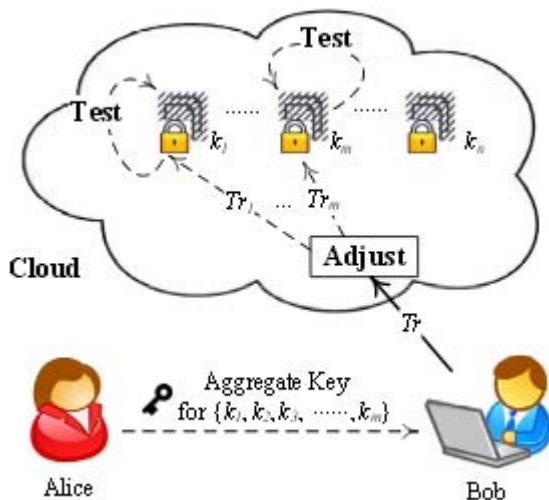 Test
Test
...... ......
k₁ kₘ kₙ
Tr₁ ... Trₘ
Adjust
Cloud
Tr
Aggregate Key
for {k₁, k₂, k₃, ······, kₘ}
Alice
Bob